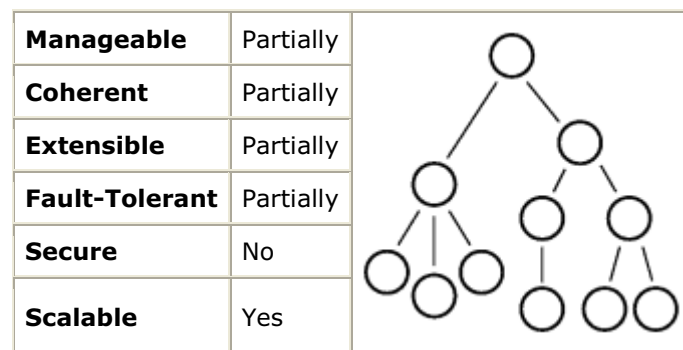 Manageable Partially
Coherent Partially
Extensible Partially
Fault-Tolerant Partially
Secure No
Scalable Yes